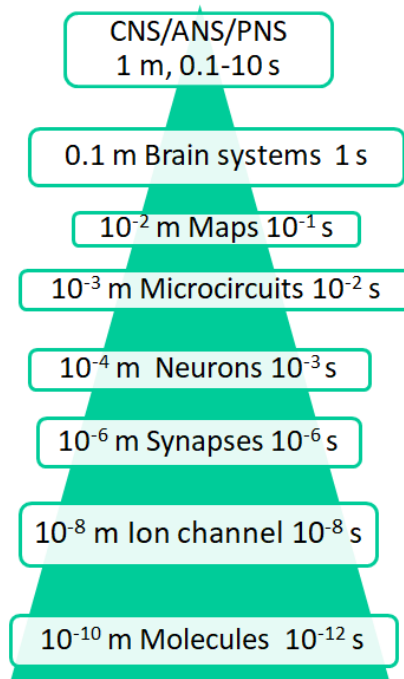 CNS/ANS/PNS
1 m, 0.1-10 s
0.1 m Brain systems 1 s
10⁻² m Maps 10⁻¹ s
10⁻³ m Microcircuits 10⁻² s
10⁻⁴ m Neurons 10⁻³ s
10⁻⁶ m Synapses 10⁻⁶ s
10⁻⁸ m Ion channel 10⁻⁸ s
10⁻¹⁰ m Molecules 10⁻¹² s